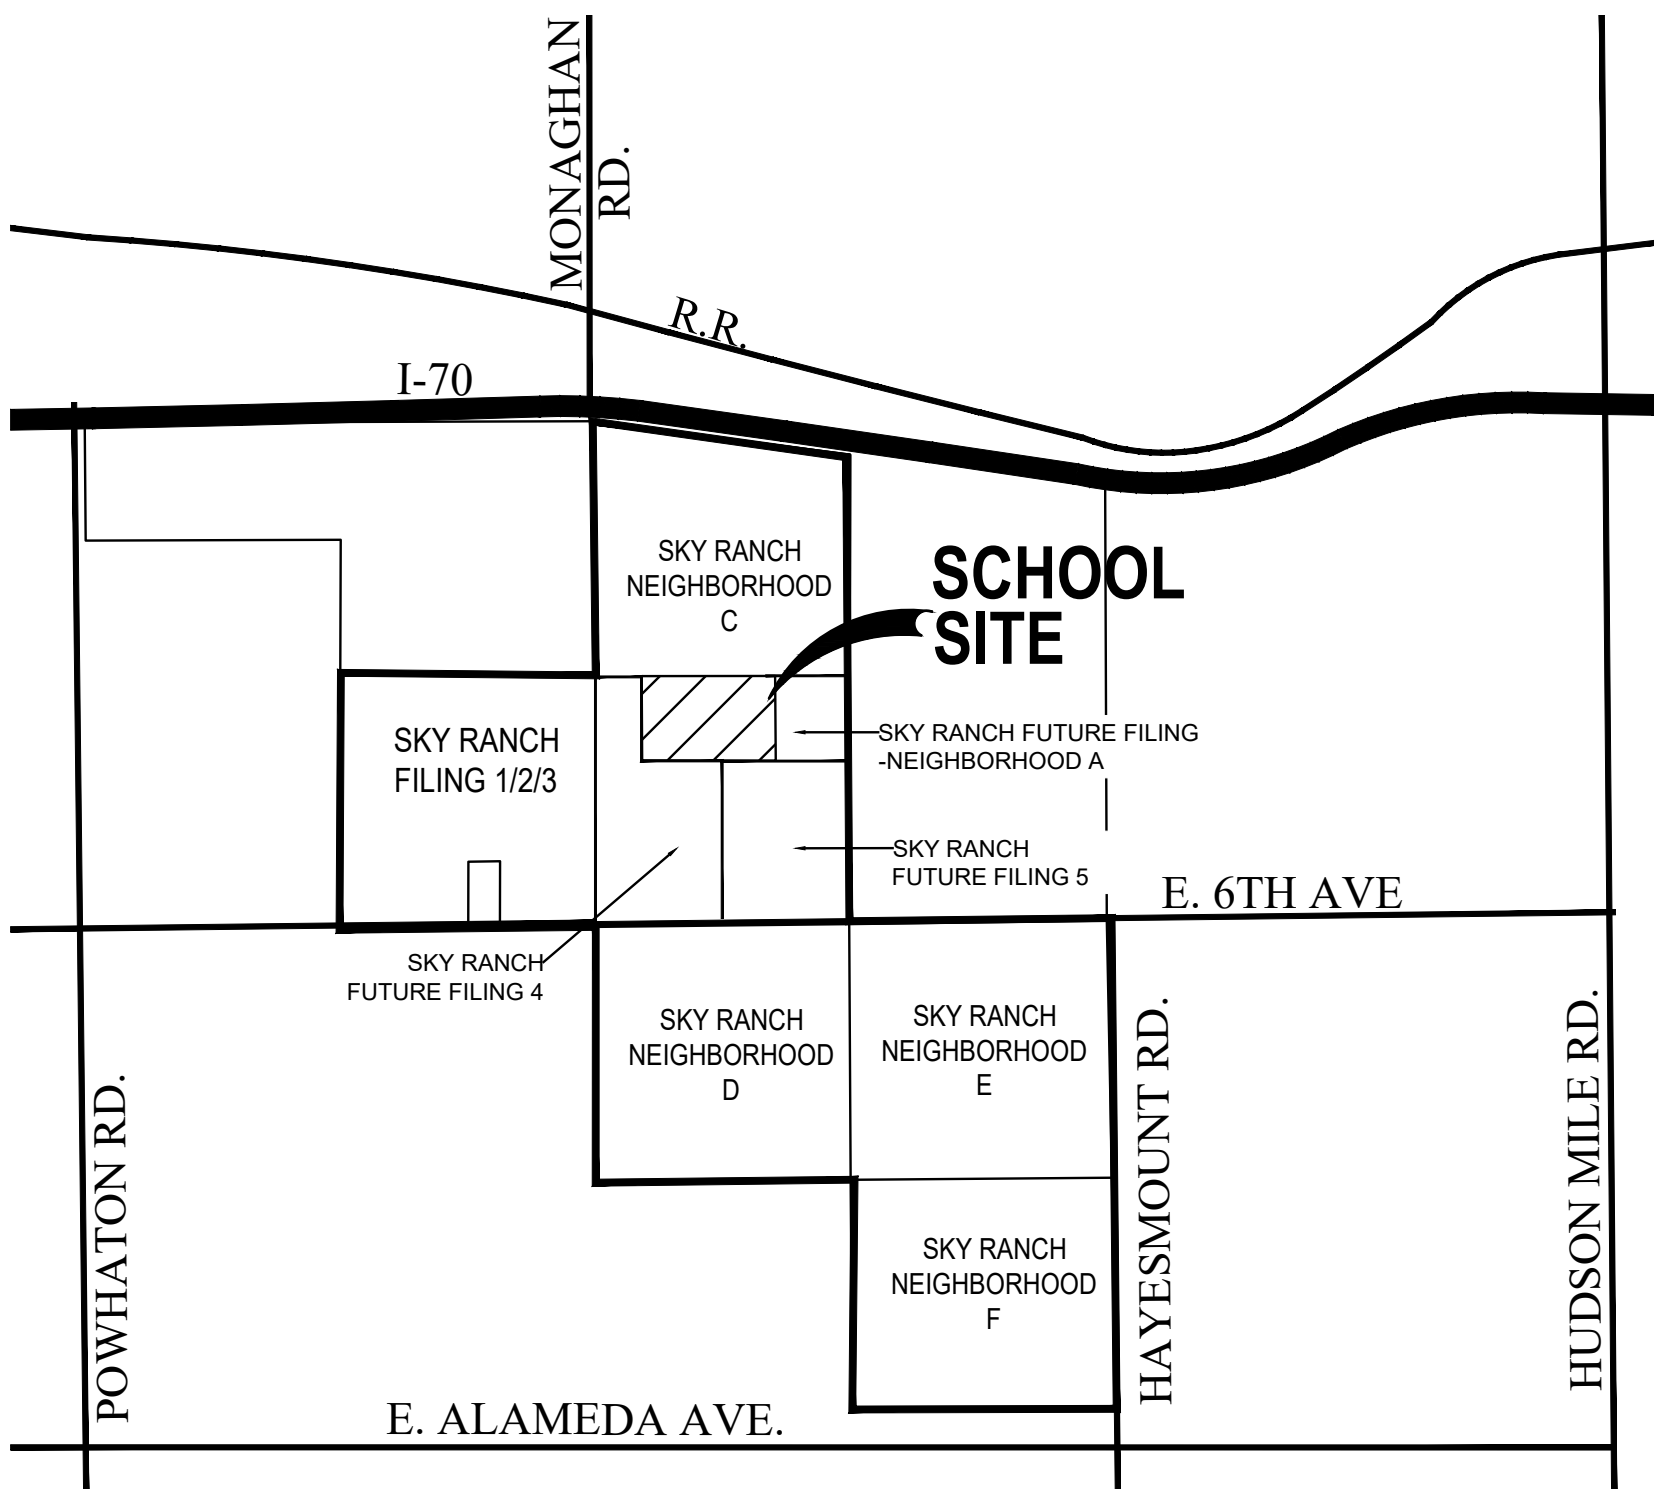 MONAGHAN
RD.
R.R.
I-70
SKY RANCH
NEIGHBORHOOD
C
SCHOOL
SITE
SKY RANCH
FILING 1/2/3
SKY RANCH FUTURE FILING
-NEIGHBORHOOD A
SKY RANCH
FUTURE FILING 5
E. 6TH AVE
SKY RANCH
FUTURE FILING 4
SKY RANCH
NEIGHBORHOOD
D
SKY RANCH
NEIGHBORHOOD
E
POWHATON RD.
HAYESMOUNT RD.
HUDSON MILE RD.
SKY RANCH
NEIGHBORHOOD
F
E. ALAMEDA AVE.